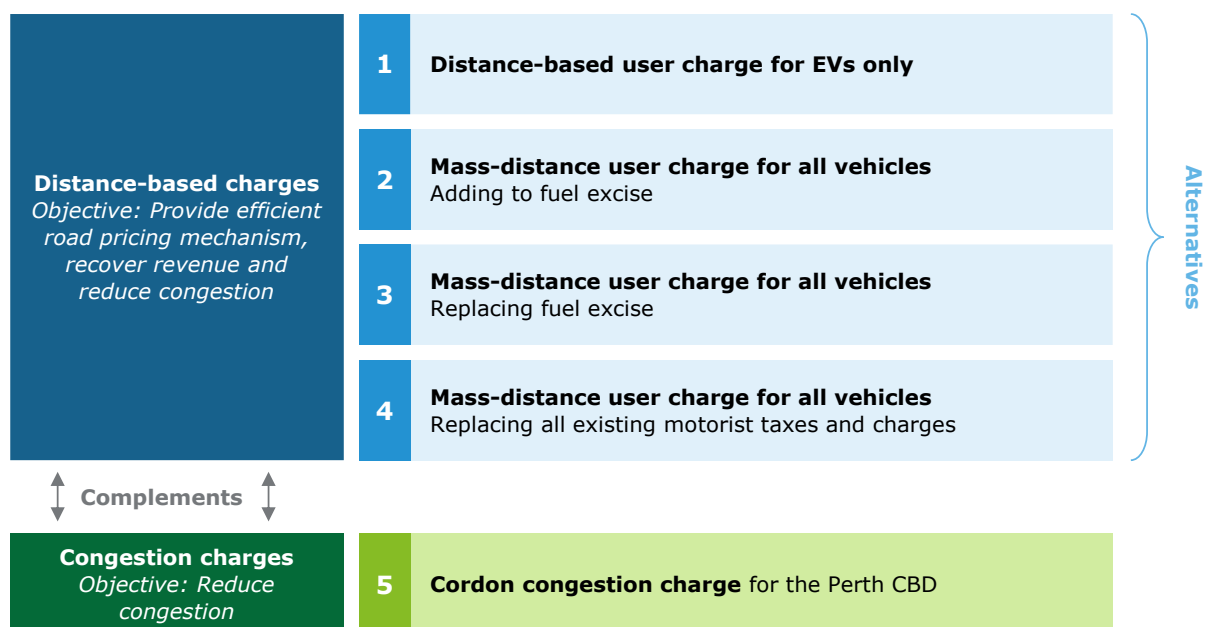 Distance-based charges
Objective: Provide efficient
road pricing mechanism,
recover revenue and
reduce congestion
1
Distance-based user charge for EVs only
2
Mass-distance user charge for all vehicles
Adding to fuel excise
3
Mass-distance user charge for all vehicles
Replacing fuel excise
4
Mass-distance user charge for all vehicles
Replacing all existing motorist taxes and charges
Alternatives
Complements
Congestion charges
Objective: Reduce
congestion
5
Cordon congestion charge for the Perth CBD